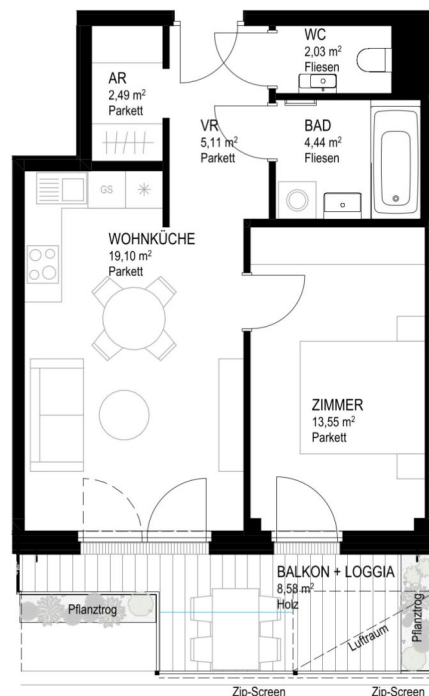 WC
2,03 m²
Fliesen
AR
2,49 m²
Parkett
VR
5,11 m²
Parkett
BAD
4,44 m²
Fliesen
GS
WOHNKÜCHE
19,10 m²
Parkett
ZIMMER
13,55 m²
Parkett
BALKON + LOGGIA
8,58 m²
Holz
Pflanztrog
Luftraum
Pflanztrog
Zip-Screen
Zip-Screen